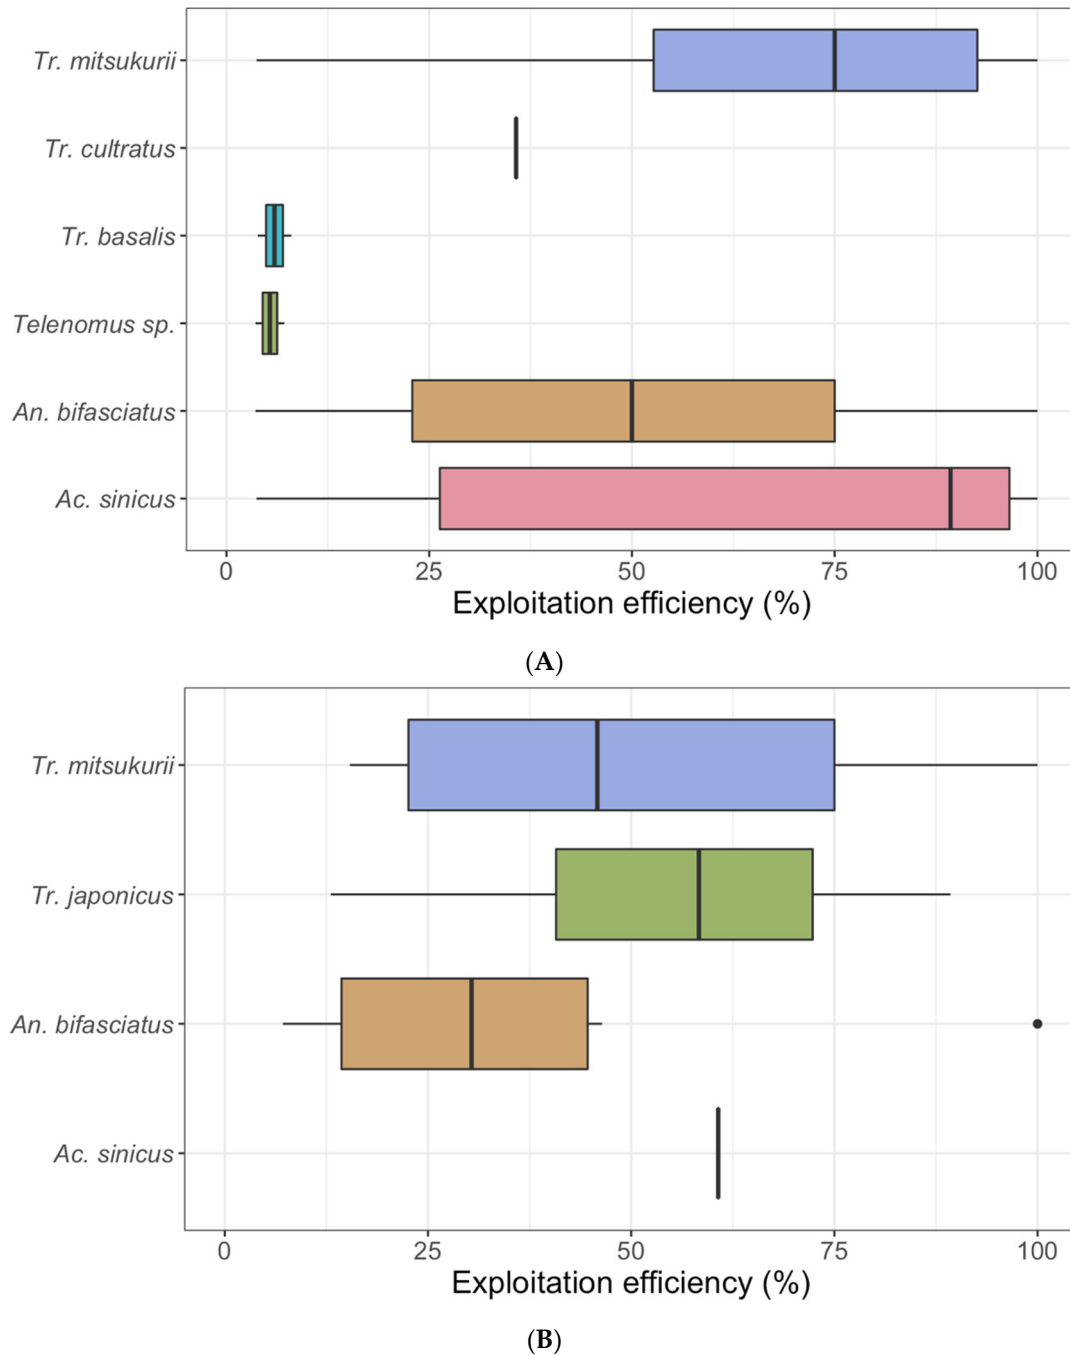 Tr. mitsukurii
Tr. cultratus
Tr. basalis
Telenomus sp.
An. bifasciatus
Ac. sinicus
0 25 50 75 100
Exploitation efficiency (%)
(A)
Tr. mitsukurii
Tr. japonicus
An. bifasciatus
Ac. sinicus
0 25 50 75 100
Exploitation efficiency (%)
(B)